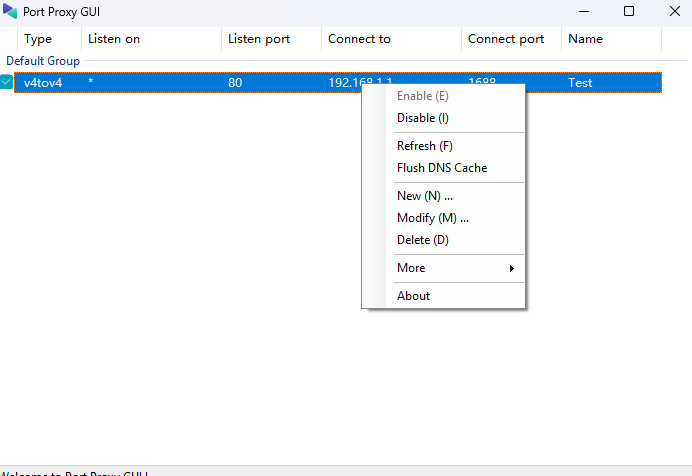 Port Proxy GUI
Type Listen on Listen port Connect to Connect port Name
Default Group
v4tov4 * 80 192.168.1.1 1688 Test
Enable (E)
Disable (I)
Refresh (F)
Flush DNS Cache
New (N) ...
Modify (M) ...
Delete (D)
More
About
Welcome to Port Proxy GUI!